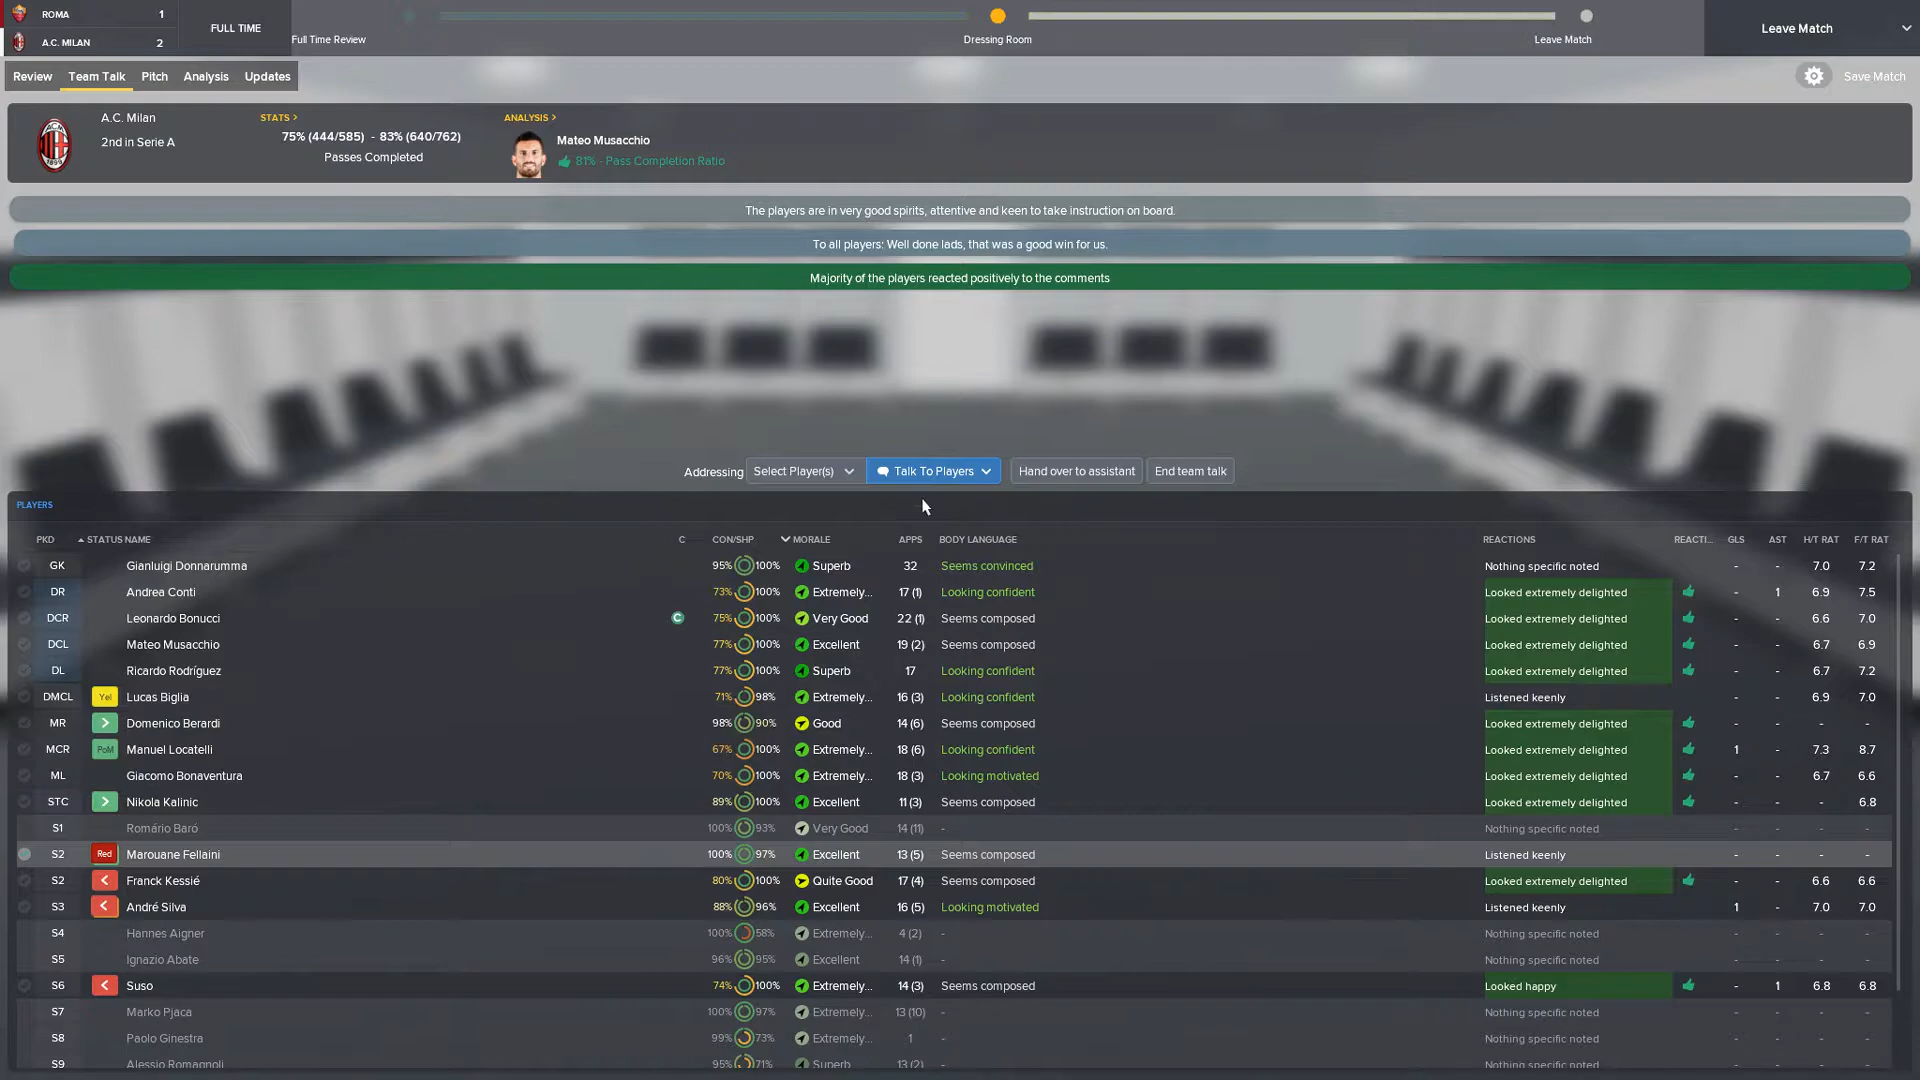 ROMA 1
A.C. MILAN 2
FULL TIME
Full Time Review
Dressing Room
Leave Match
Leave Match
Review Team Talk Pitch Analysis Updates
Save Match
A.C. Milan
2nd in Serie A
STATS >
75% (444/585) - 83% (640/762)
Passes Completed
ANALYSIS >
Mateo Musacchio
81% - Pass Completion Ratio
The players are in very good spirits, attentive and keen to take instruction on board.
To all players: Well done lads, that was a good win for us.
Majority of the players reacted positively to the comments
Addressing Select Player(s) Talk To Players Hand over to assistant End team talk
PLAYERS
PKD STATUS NAME C CON/SHP MORALE APPS BODY LANGUAGE REACTIONS REACTI... GLS AST H/T RAT F/T RAT
GK Gianluigi Donnarumma 95% 100% Superb 32 Seems convinced Nothing specific noted - - 7.0 7.2
DR Andrea Conti 73% 100% Extremely... 17 (1) Looking confident Looked extremely delighted - 1 6.9 7.5
DCR Leonardo Bonucci C 75% 100% Very Good 22 (1) Seems composed Looked extremely delighted - - 6.6 7.0
DCL Mateo Musacchio 77% 100% Excellent 19 (2) Seems composed Looked extremely delighted - - 6.7 6.9
DL Ricardo Rodríguez 77% 100% Superb 17 Looking confident Looked extremely delighted - - 6.7 7.2
DMCL Yel Lucas Biglia 71% 98% Extremely... 16 (3) Looking confident Listened keenly - - 6.9 7.0
MR Domenico Berardi 98% 90% Good 14 (6) Seems composed Looked extremely delighted - - - -
MCR PoM Manuel Locatelli 67% 100% Extremely... 18 (6) Looking confident Looked extremely delighted 1 - 7.3 8.7
ML Giacomo Bonaventura 70% 100% Extremely... 18 (3) Looking motivated Looked extremely delighted - - 6.7 6.6
STC Nikola Kalinic 89% 100% Excellent 11 (3) Seems composed Looked extremely delighted - - - 6.8
S1 Romário Baró 100% 93% Very Good 14 (11) - Nothing specific noted - - - -
S2 Red Marouane Fellaini 100% 97% Excellent 13 (5) Seems composed Listened keenly - - - -
S2 Franck Kessié 80% 100% Quite Good 17 (4) Seems composed Looked extremely delighted - - 6.6 6.6
S3 André Silva 88% 96% Excellent 16 (5) Looking motivated Listened keenly 1 - 7.0 7.0
S4 Hannes Aigner 100% 58% Extremely... 4 (2) - Nothing specific noted - - - -
S5 Ignazio Abate 96% 95% Excellent 14 (1) - Nothing specific noted - - - -
S6 Suso 74% 100% Extremely... 14 (3) Seems composed Looked happy - 1 6.8 6.8
S7 Marko Pjaca 100% 97% Extremely... 13 (10) - Nothing specific noted - - - -
S8 Paolo Ginestra 99% 73% Extremely... 1 - Nothing specific noted - - - -
S9 Alessio Romagnoli 95% 71% Superb 13 (2) - Nothing specific noted - - - -